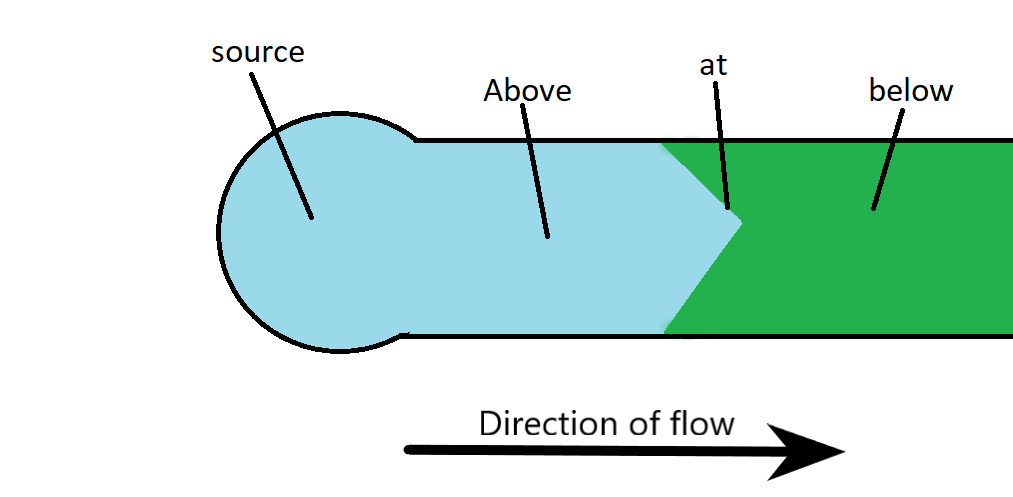 source
Above
at
below
Direction of flow